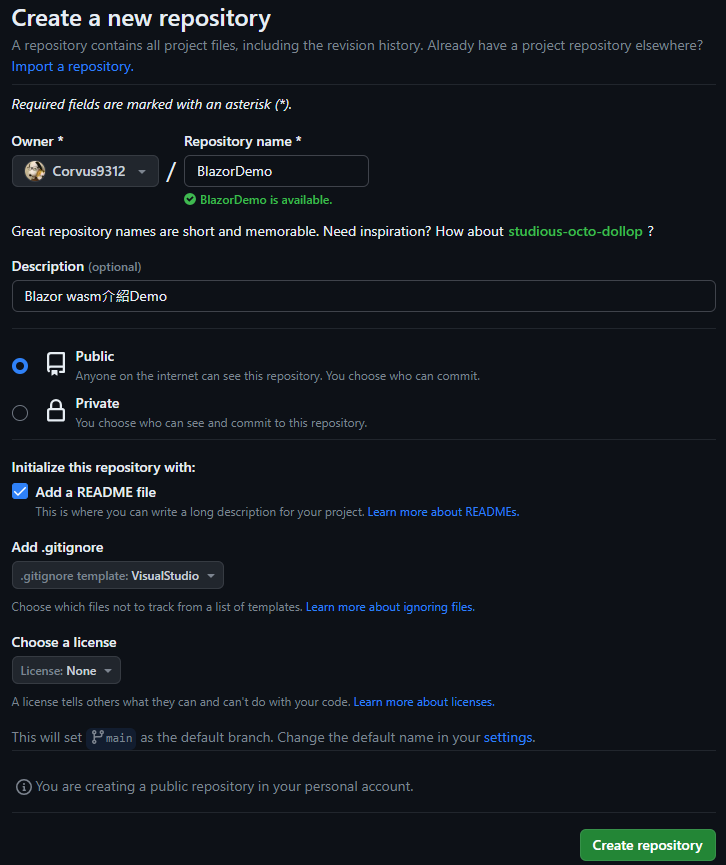 Create a new repository
A repository contains all project files, including the revision history. Already have a project repository elsewhere?
Import a repository.
Required fields are marked with an asterisk (*).
Owner * Repository name *
Corvus9312 / BlazorDemo
BlazorDemo is available.
Great repository names are short and memorable. Need inspiration? How about studious-octo-dollop ?
Description (optional)
Blazor wasm介紹Demo
Public
Anyone on the internet can see this repository. You choose who can commit.
Private
You choose who can see and commit to this repository.
Initialize this repository with:
Add a README file
This is where you can write a long description for your project. Learn more about READMEs.
Add .gitignore
.gitignore template: VisualStudio
Choose which files not to track from a list of templates. Learn more about ignoring files.
Choose a license
License: None
A license tells others what they can and can't do with your code. Learn more about licenses.
This will set main as the default branch. Change the default name in your settings.
You are creating a public repository in your personal account.
Create repository